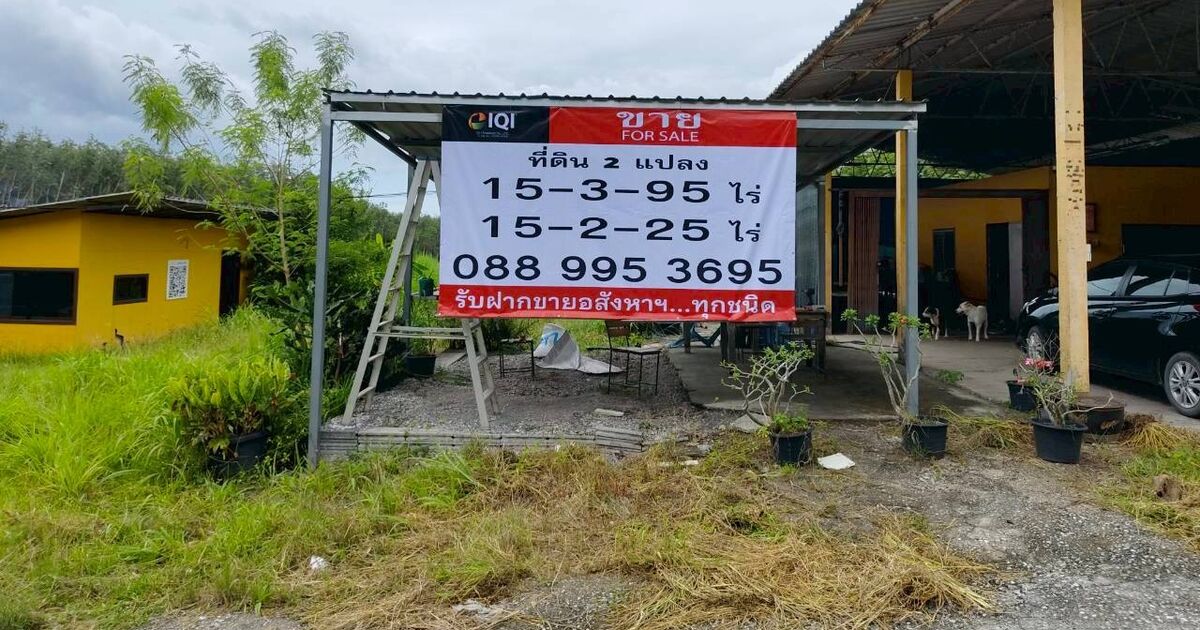 IQI
ขาย
FOR SALE
ที่ดิน 2 แปลง
15-3-95 ไร่
15-2-25 ไร่
088 995 3695
รับฝากขายอสังหาฯ...ทุกชนิด